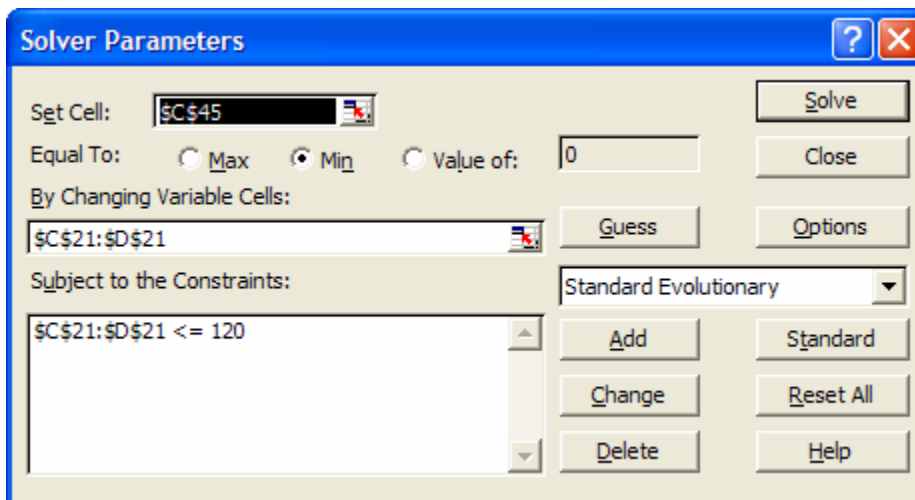 Solver Parameters
?
Set Cell: $C$45 Solve
Equal To: Max Min Value of: 0 Close
By Changing Variable Cells:
$C$21:$D$21 Guess Options
Subject to the Constraints: Standard Evolutionary
$C$21:$D$21 <= 120 Add Standard
Change Reset All
Delete Help